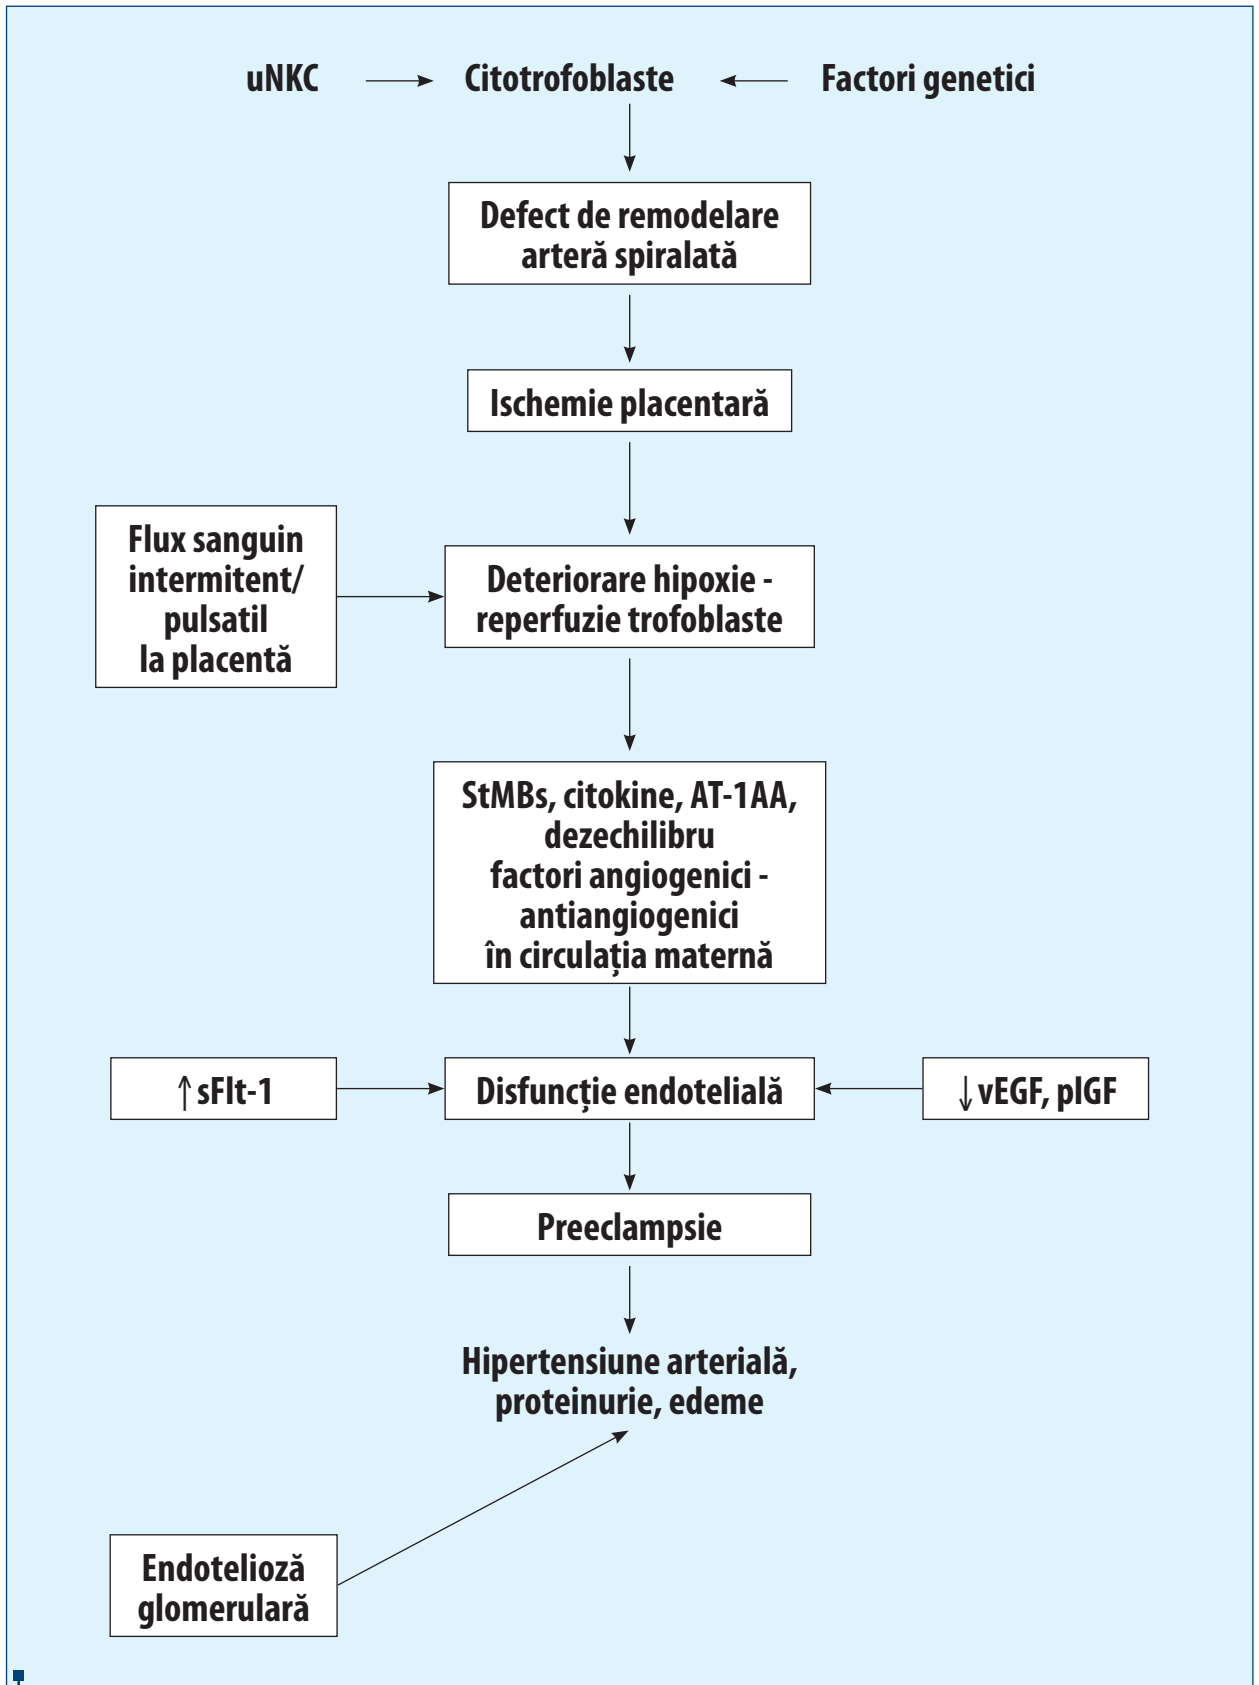 uNKC Citotrofoblaste Factori genetici
Defect de remodelare
arteră spiralată
Ischemie placentară
Flux sanguin
intermitent/
pulsatil
la placentă
Deteriorare hipoxie -
reperfuzie trofoblaste
StMBs, citokine, AT-1AA,
dezechilibru
factori angiogenici -
antiangiogenici
în circulația maternă
↑ sFlt-1
Disfuncție endotelială
↓ vEGF, plGF
Preeclampsie
Hipertensiune arterială,
proteinurie, edeme
Endotelioză
glomerulară